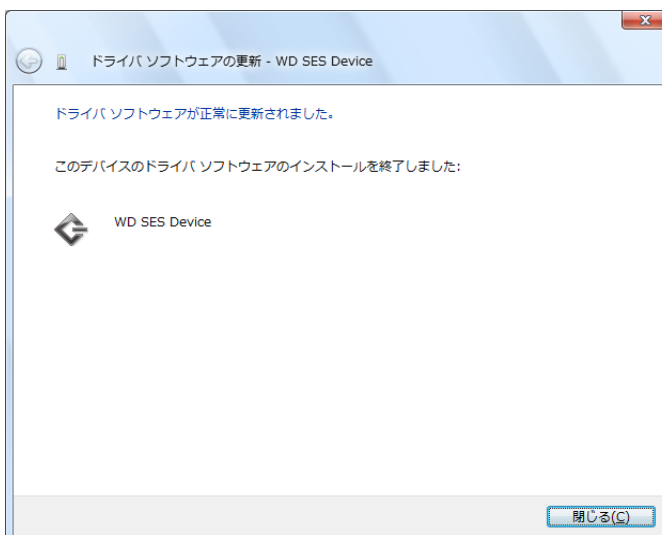 ドライバ ソフトウェアの更新 - WD SES Device
ドライバ ソフトウェアが正常に更新されました。
このデバイスのドライバ ソフトウェアのインストールを終了しました:
WD SES Device
閉じる(C)